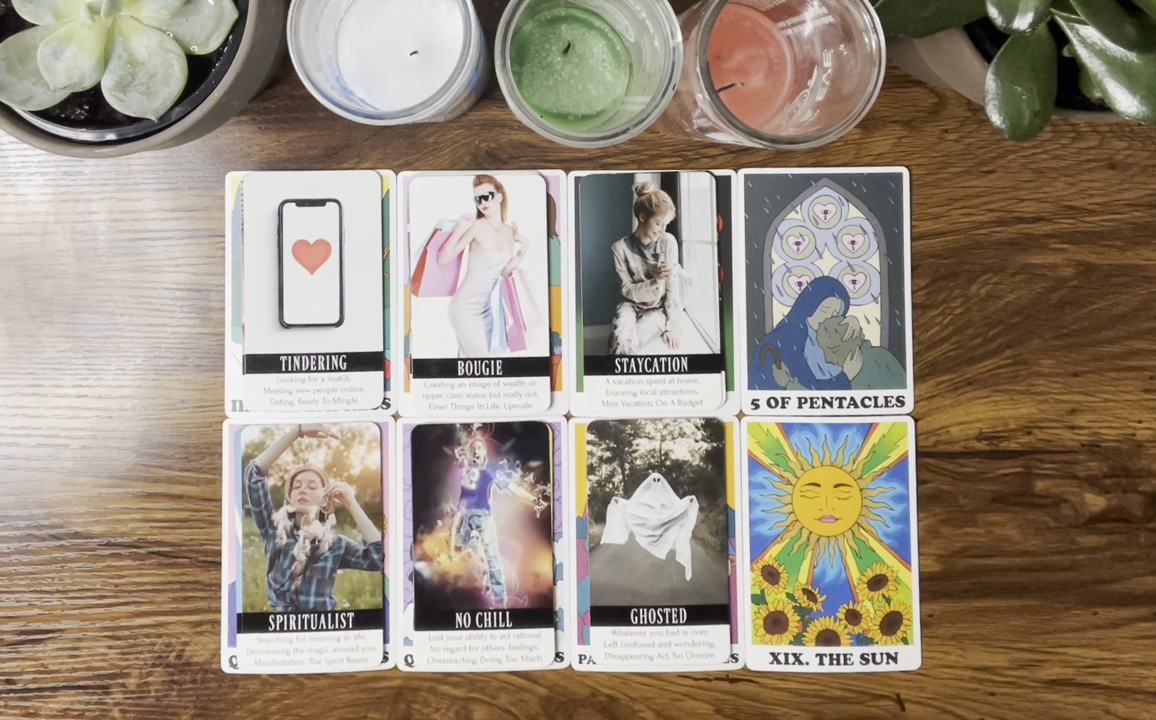 TINDERING
Looking for a match.
Meeting new people online.
Dating, Ready To Mingle
BOUGIE
Creating an image of wealth or
upper class status but really not.
Finer Things In Life, Upscale
STAYCATION
A vacation spent at home.
Enjoying local attractions.
Mini Vacation, On A Budget
5 OF PENTACLES
SPIRITUALIST
Searching for meaning in life.
Discovering the magic around you.
Manifestation, The Spirit Realm
NO CHILL
Lost your ability to act rational.
No regard for others' feelings.
Overreacting, Doing Too Much
GHOSTED
Whatever you had is over.
Left confused and wondering.
Disappearing Act, No Closure
XIX. THE SUN